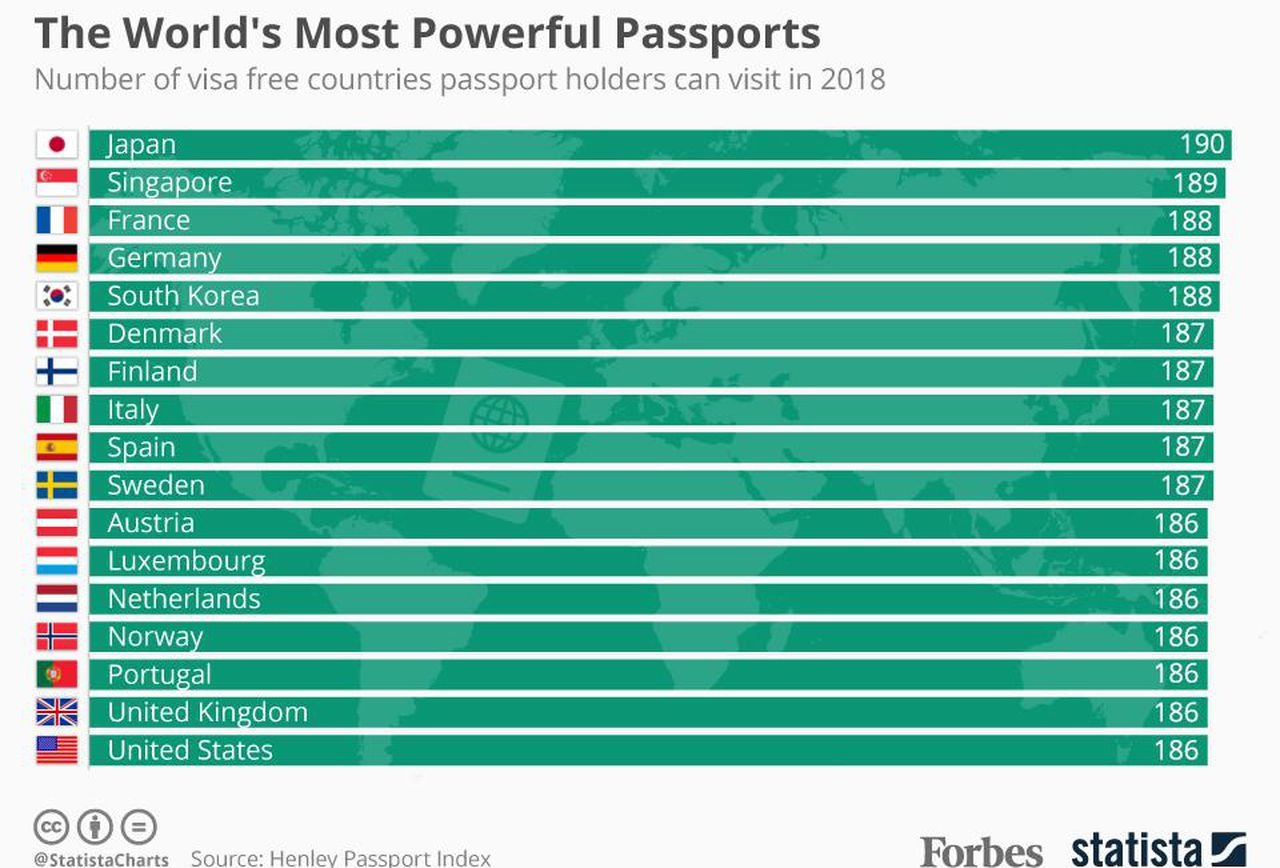 The World's Most Powerful Passports
Number of visa free countries passport holders can visit in 2018
Japan 190
Singapore 189
France 188
Germany 188
South Korea 188
Denmark 187
Finland 187
Italy 187
Spain 187
Sweden 187
Austria 186
Luxembourg 186
Netherlands 186
Norway 186
Portugal 186
United Kingdom 186
United States 186
cc
@StatistaCharts Source: Henley Passport Index
Forbes statista